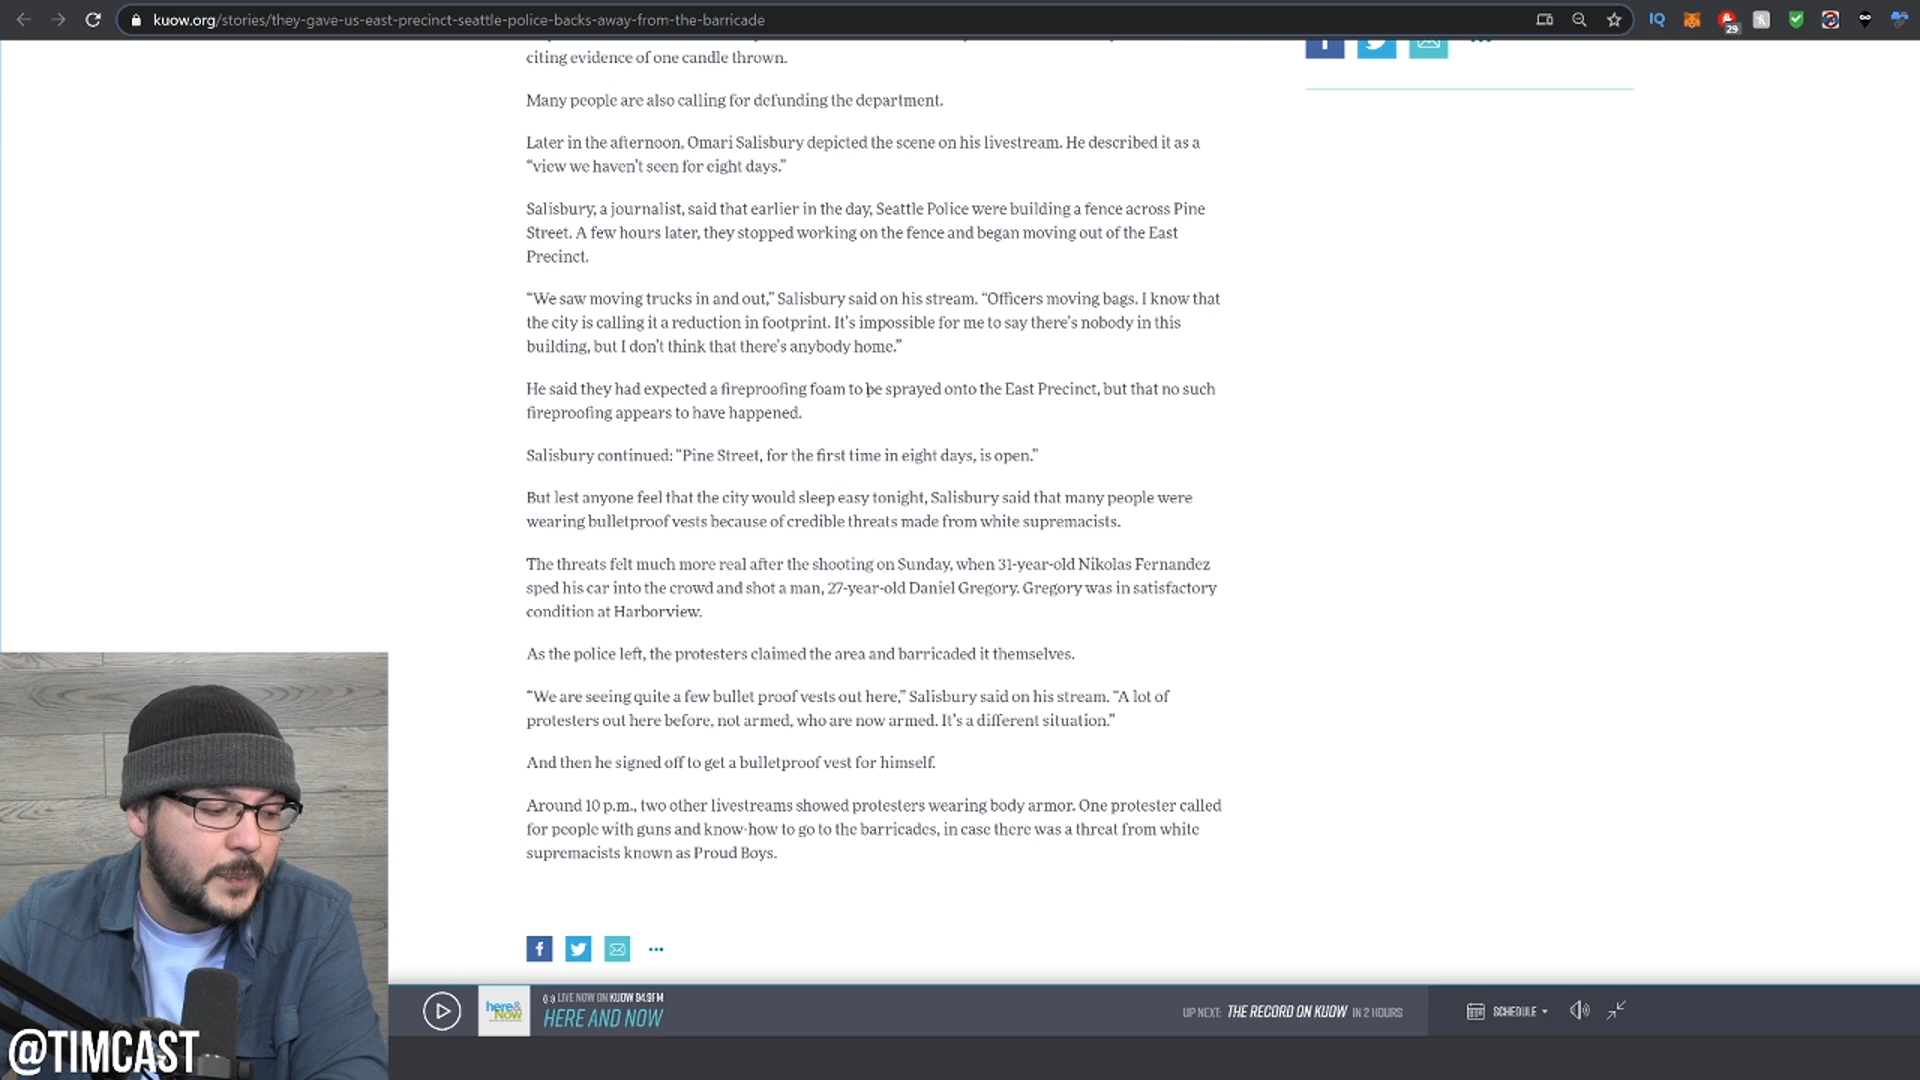 kuow.org/stories/they-gave-us-east-precinct-seattle-police-backs-away-from-the-barricade
29
citing evidence of one candle thrown.
Many people are also calling for defunding the department.
Later in the afternoon, Omari Salisbury depicted the scene on his livestream. He described it as a
“view we haven’t seen for eight days.”
Salisbury, a journalist, said that earlier in the day, Seattle Police were building a fence across Pine
Street. A few hours later, they stopped working on the fence and began moving out of the East
Precinct.
“We saw moving trucks in and out,” Salisbury said on his stream. “Officers moving bags. I know that
the city is calling it a reduction in footprint. It’s impossible for me to say there’s nobody in this
building, but I don’t think that there’s anybody home.”
He said they had expected a fireproofing foam to be sprayed onto the East Precinct, but that no such
fireproofing appears to have happened.
Salisbury continued: “Pine Street, for the first time in eight days, is open.”
But lest anyone feel that the city would sleep easy tonight, Salisbury said that many people were
wearing bulletproof vests because of credible threats made from white supremacists.
The threats felt much more real after the shooting on Sunday, when 31-year-old Nikolas Fernandez
sped his car into the crowd and shot a man, 27-year-old Daniel Gregory. Gregory was in satisfactory
condition at Harborview.
As the police left, the protesters claimed the area and barricaded it themselves.
“We are seeing quite a few bullet proof vests out here,” Salisbury said on his stream. “A lot of
protesters out here before, not armed, who are now armed. It’s a different situation.”
And then he signed off to get a bulletproof vest for himself.
Around 10 p.m., two other livestreams showed protesters wearing body armor. One protester called
for people with guns and know-how to go to the barricades, in case there was a threat from white
supremacists known as Proud Boys.
here& Now
LIVE NOW ON KUOW 94.9FM
HERE AND NOW
UP NEXT: THE RECORD ON KUOW IN 2 HOURS
SCHEDULE
@TIMCAST